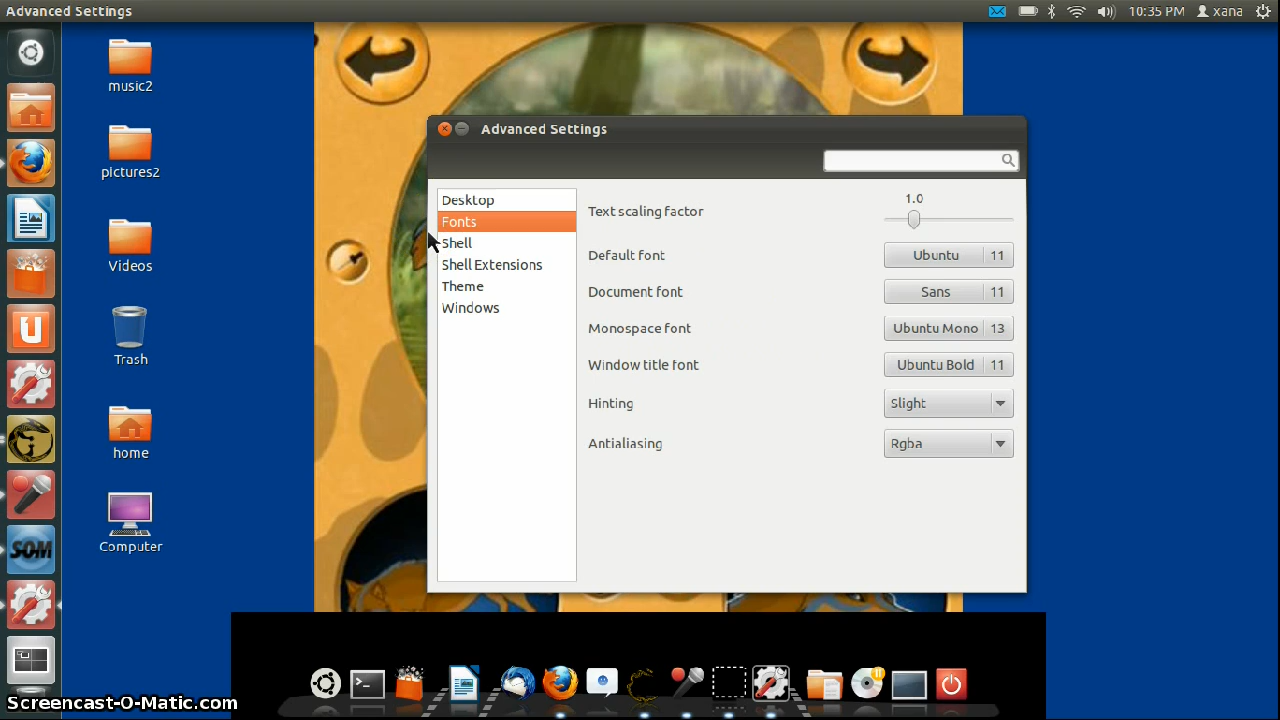 Advanced Settings
10:35 PM
xana
music2
pictures2
Videos
Trash
home
Computer
SOM
Advanced Settings
Desktop
Fonts
Shell
Shell Extensions
Theme
Windows
Text scaling factor
1.0
Default font
Ubuntu 11
Document font
Sans 11
Monospace font
Ubuntu Mono 13
Window title font
Ubuntu Bold 11
Hinting
Slight
Antialiasing
Rgba
Screencast-O-Matic.com